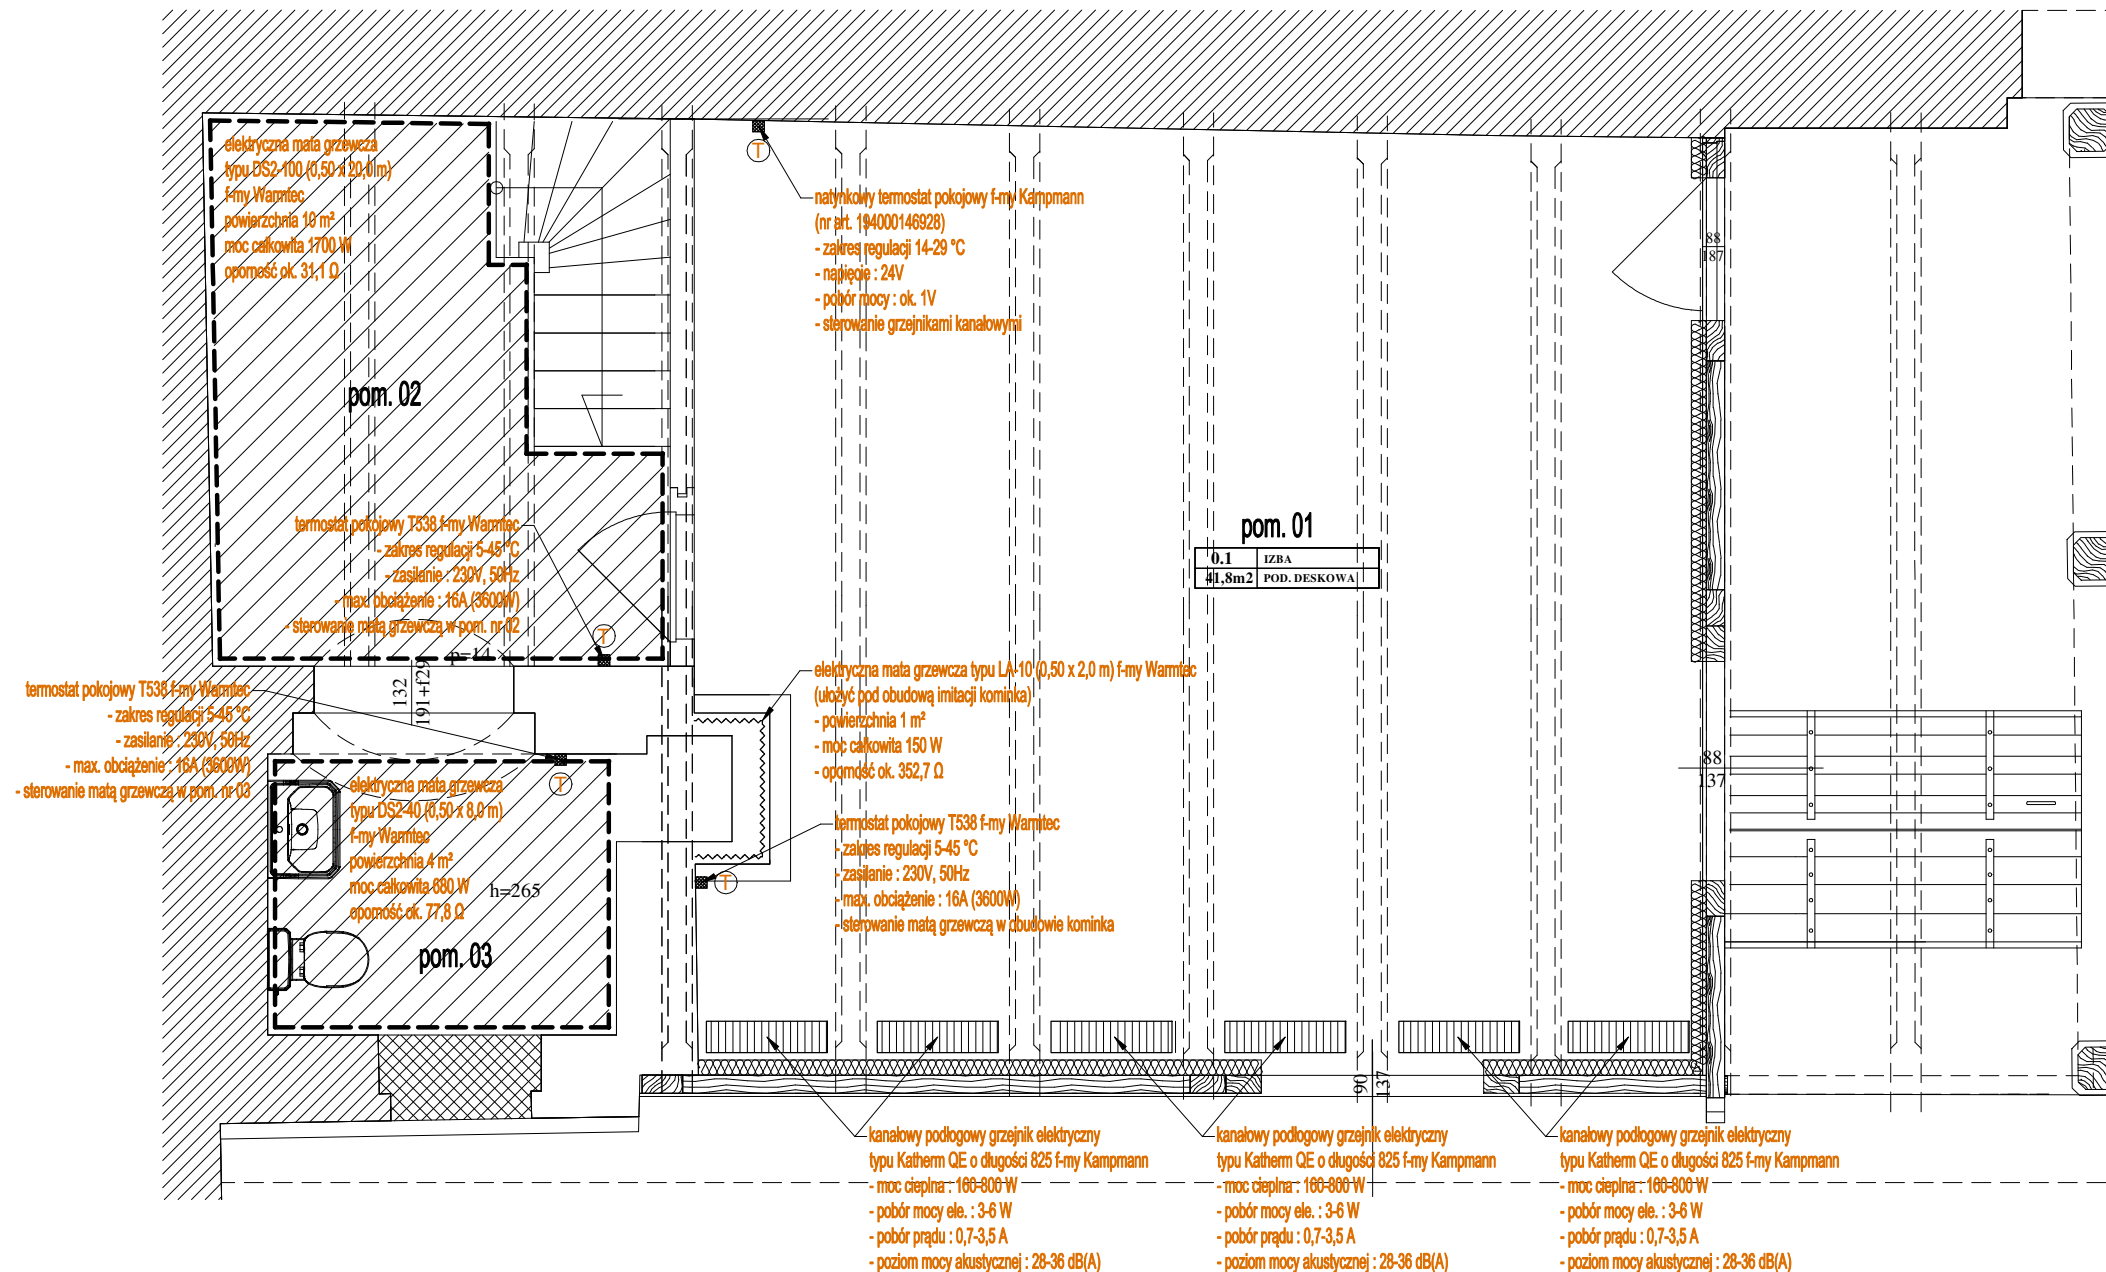 elektryczna mata grzewcza
typu DS2-100 (0,50 x 20,0 m)
f-my Warmtec
powierzchnia 10 m²
moc całkowita 1700 W
oporność ok. 31,1 Ω
T
natynkowy termostat pokojowy f-my Kampmann
(nr art. 194000146928)
- zakres regulacji 14-29 °C
- napięcie : 24V
- pobór mocy : ok. 1V
- sterowanie grzejnikami kanałowymi
88
187
pom. 02
termostat pokojowy T538 f-my Warmtec
- zakres regulacji 5-45 °C
- zasilanie : 230V, 50Hz
- max. obciążenie : 16A (3600W)
- sterowanie matą grzewczą w pom. nr 02
T
p=14
132
191+f29
pom. 01
0.1 IZBA
41,8m2 POD. DESKOWA
termostat pokojowy T538 f-my Warmtec
- zakres regulacji 5-45 °C
- zasilanie : 230V, 50Hz
- max. obciążenie : 16A (3600W)
- sterowanie matą grzewczą w pom. nr 03
T
elektryczna mata grzewcza typu LA-10 (0,50 x 2,0 m) f-my Warmtec
(ułożyć pod obudową imitacji kominka)
- powierzchnia 1 m²
- moc całkowita 150 W
- oporność ok. 352,7 Ω
88
137
elektryczna mata grzewcza
typu DS2-40 (0,50 x 8,0 m)
f-my Warmtec
powierzchnia 4 m²
moc całkowita 680 W
oporność ok. 77,8 Ω
h=265
pom. 03
termostat pokojowy T538 f-my Warmtec
- zakres regulacji 5-45 °C
- zasilanie : 230V, 50Hz
- max. obciążenie : 16A (3600W)
- sterowanie matą grzewczą w obudowie kominka
T
90
137
kanałowy podłogowy grzejnik elektryczny
typu Katherm QE o długości 825 f-my Kampmann
- moc cieplna : 160-800 W
- pobór mocy ele. : 3-6 W
- pobór prądu : 0,7-3,5 A
- poziom mocy akustycznej : 28-36 dB(A)
kanałowy podłogowy grzejnik elektryczny
typu Katherm QE o długości 825 f-my Kampmann
- moc cieplna : 160-800 W
- pobór mocy ele. : 3-6 W
- pobór prądu : 0,7-3,5 A
- poziom mocy akustycznej : 28-36 dB(A)
kanałowy podłogowy grzejnik elektryczny
typu Katherm QE o długości 825 f-my Kampmann
- moc cieplna : 160-800 W
- pobór mocy ele. : 3-6 W
- pobór prądu : 0,7-3,5 A
- poziom mocy akustycznej : 28-36 dB(A)